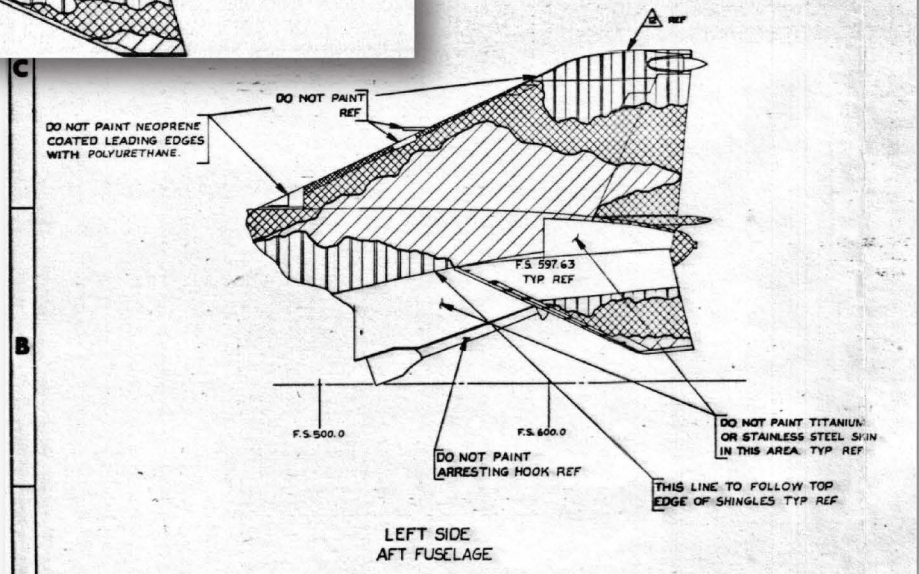 C
12 REF
DO NOT PAINT
REF
DO NOT PAINT NEOPRENE
COATED LEADING EDGES
WITH POLYURETHANE.
F.S. 597.63
TYP. REF
B
F.S. 500.0
F.S. 600.0
DO NOT PAINT TITANIUM
OR STAINLESS STEEL SKIN
IN THIS AREA. TYP REF
DO NOT PAINT
ARRESTING HOOK REF
THIS LINE TO FOLLOW TOP
EDGE OF SHINGLES TYP REF
LEFT SIDE
AFT FUSELAGE